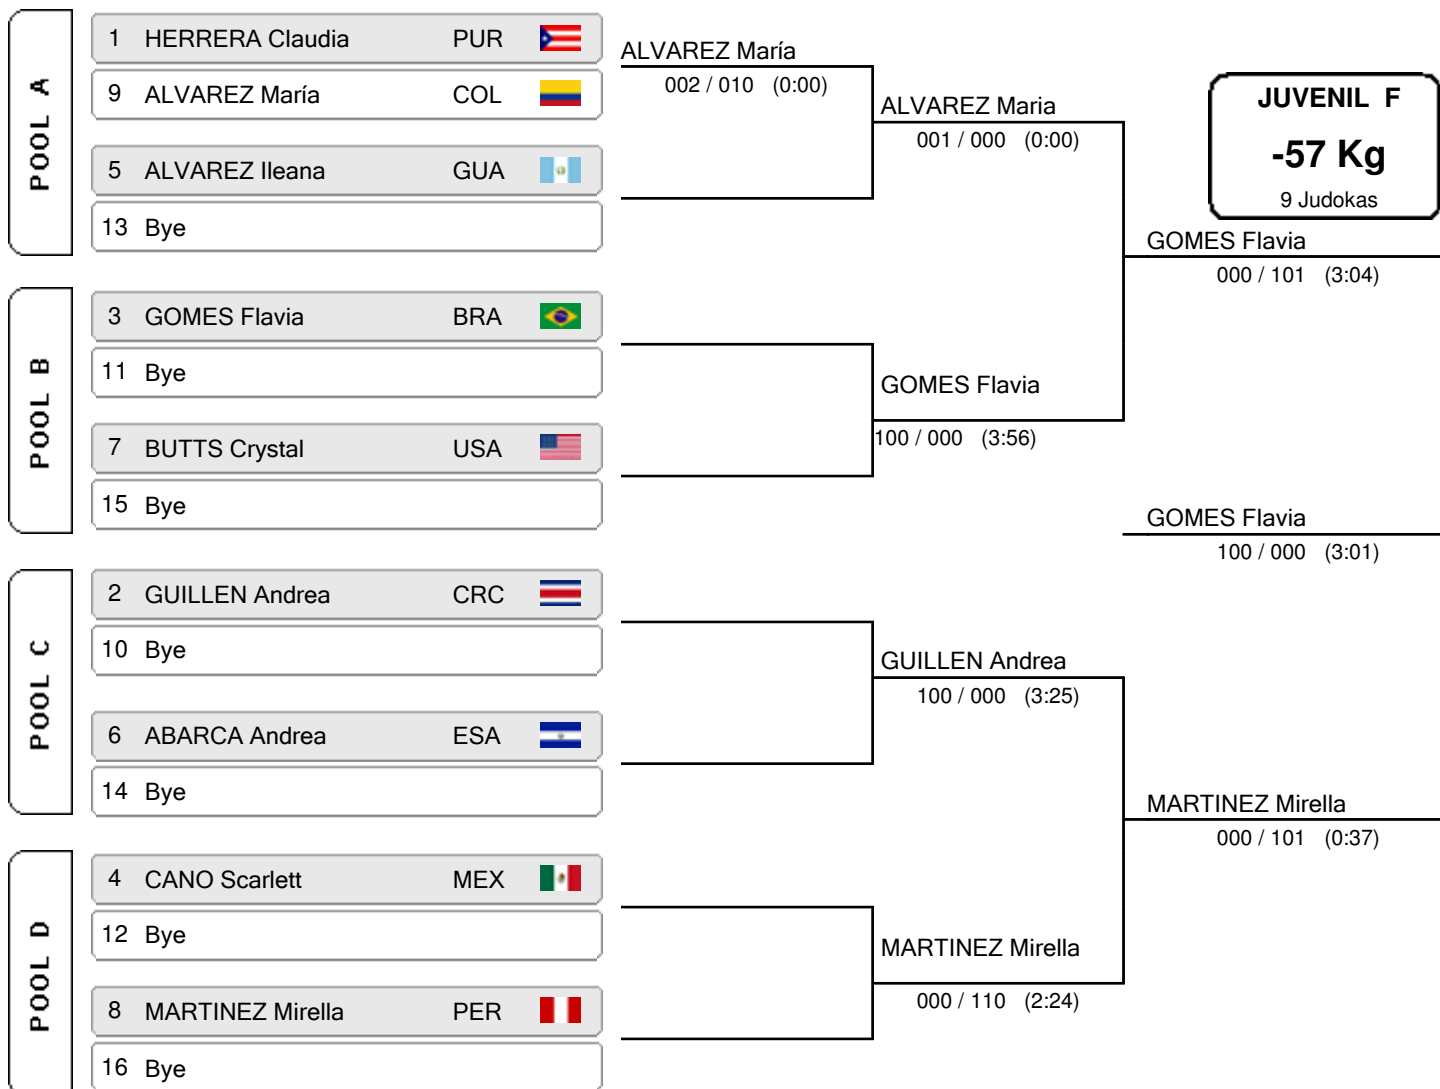 POOL A
1 HERRERA Claudia PUR
9 ALVAREZ María COL
5 ALVAREZ Ileana GUA
13 Bye
POOL B
3 GOMES Flavia BRA
11 Bye
7 BUTTS Crystal USA
15 Bye
POOL C
2 GUILLEN Andrea CRC
10 Bye
6 ABARCA Andrea ESA
14 Bye
POOL D
4 CANO Scarlett MEX
12 Bye
8 MARTINEZ Mirella PER
16 Bye
ALVAREZ María
002 / 010 (0:00)
ALVAREZ Maria
001 / 000 (0:00)
GOMES Flavia
100 / 000 (3:56)
GUILLEN Andrea
100 / 000 (3:25)
MARTINEZ Mirella
000 / 110 (2:24)
JUVENIL F
-57 Kg
9 Judokas
GOMES Flavia
000 / 101 (3:04)
GOMES Flavia
100 / 000 (3:01)
MARTINEZ Mirella
000 / 101 (0:37)